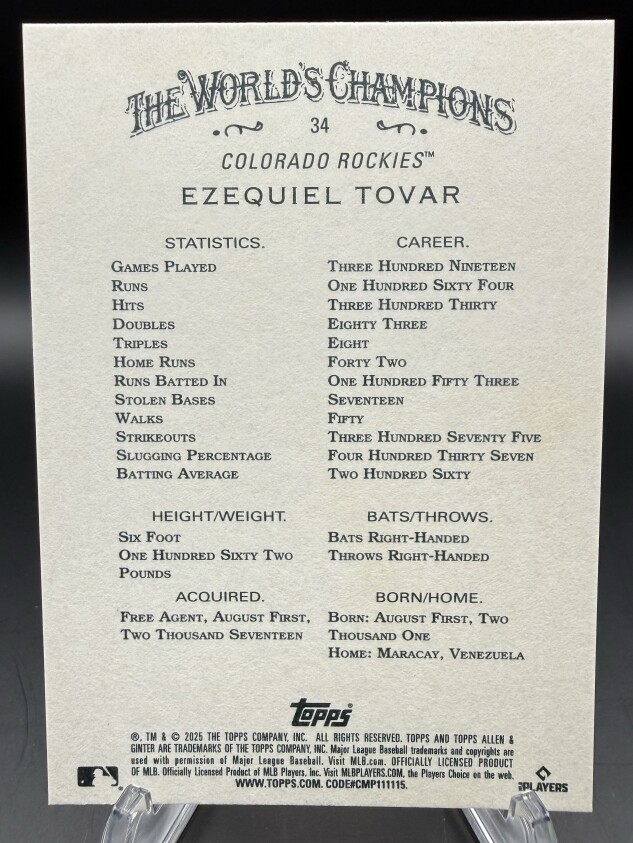 THE WORLD'S CHAMPIONS
34
COLORADO ROCKIES™
EZEQUIEL TOVAR
STATISTICS. CAREER.
GAMES PLAYED THREE HUNDRED NINETEEN
RUNS ONE HUNDRED SIXTY FOUR
HITS THREE HUNDRED THIRTY
DOUBLES EIGHTY THREE
TRIPLES EIGHT
HOME RUNS FORTY TWO
RUNS BATTED IN ONE HUNDRED FIFTY THREE
STOLEN BASES SEVENTEEN
WALKS FIFTY
STRIKEOUTS THREE HUNDRED SEVENTY FIVE
SLUGGING PERCENTAGE FOUR HUNDRED THIRTY SEVEN
BATTING AVERAGE TWO HUNDRED SIXTY
HEIGHT/WEIGHT.
SIX FOOT
ONE HUNDRED SIXTY TWO
POUNDS
BATS/THROWS.
BATS RIGHT-HANDED
THROWS RIGHT-HANDED
ACQUIRED.
FREE AGENT, AUGUST FIRST,
TWO THOUSAND SEVENTEEN
BORN/HOME.
BORN: AUGUST FIRST, TWO
THOUSAND ONE
HOME: MARACAY, VENEZUELA
Topps
®, TM & © 2025 THE TOPPS COMPANY, INC. ALL RIGHTS RESERVED. TOPPS AND TOPPS ALLEN &
GINTER ARE TRADEMARKS OF THE TOPPS COMPANY, INC. Major League Baseball trademarks and copyrights are
used with permission of Major League Baseball. Visit MLB.com. OFFICIALLY LICENSED PRODUCT
OF MLB. Officially Licensed Product of MLB Players, Inc. Visit MLBPLAYERS.COM, the Players Choice on the web.
WWW.TOPPS.COM. CODE#CMP111115.
MLB PLAYERS